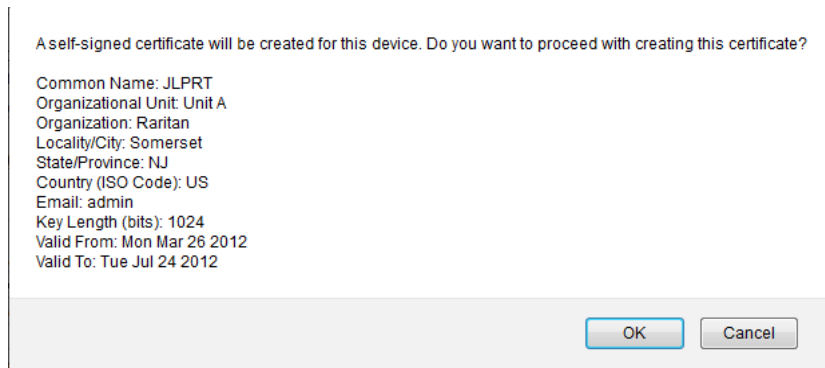 A self-signed certificate will be created for this device. Do you want to proceed with creating this certificate?
Common Name: JLPRT
Organizational Unit: Unit A
Organization: Raritan
Locality/City: Somerset
State/Province: NJ
Country (ISO Code): US
Email: admin
Key Length (bits): 1024
Valid From: Mon Mar 26 2012
Valid To: Tue Jul 24 2012
OK Cancel